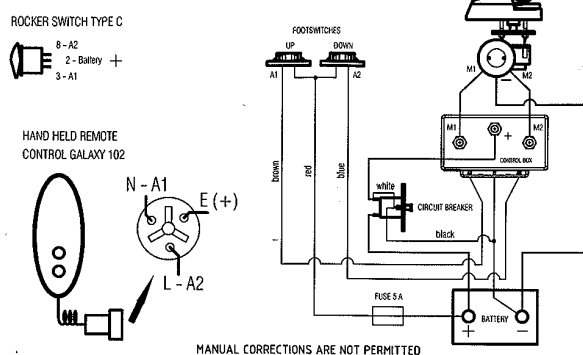 ROCKER SWITCH TYPE C
8 - A2
2 - Battery +
3 - A1
HAND HELD REMOTE
CONTROL GALAXY 102
N - A1
E (+)
L - A2
FOOTSWITCHES
UP
DOWN
A1
A2
brown
red
blue
M1
M2
M1
+
M2
CONTROL BOX
white
CIRCUIT BREAKER
black
FUSE 5 A
BATTERY
+
−
MANUAL CORRECTIONS ARE NOT PERMITTED